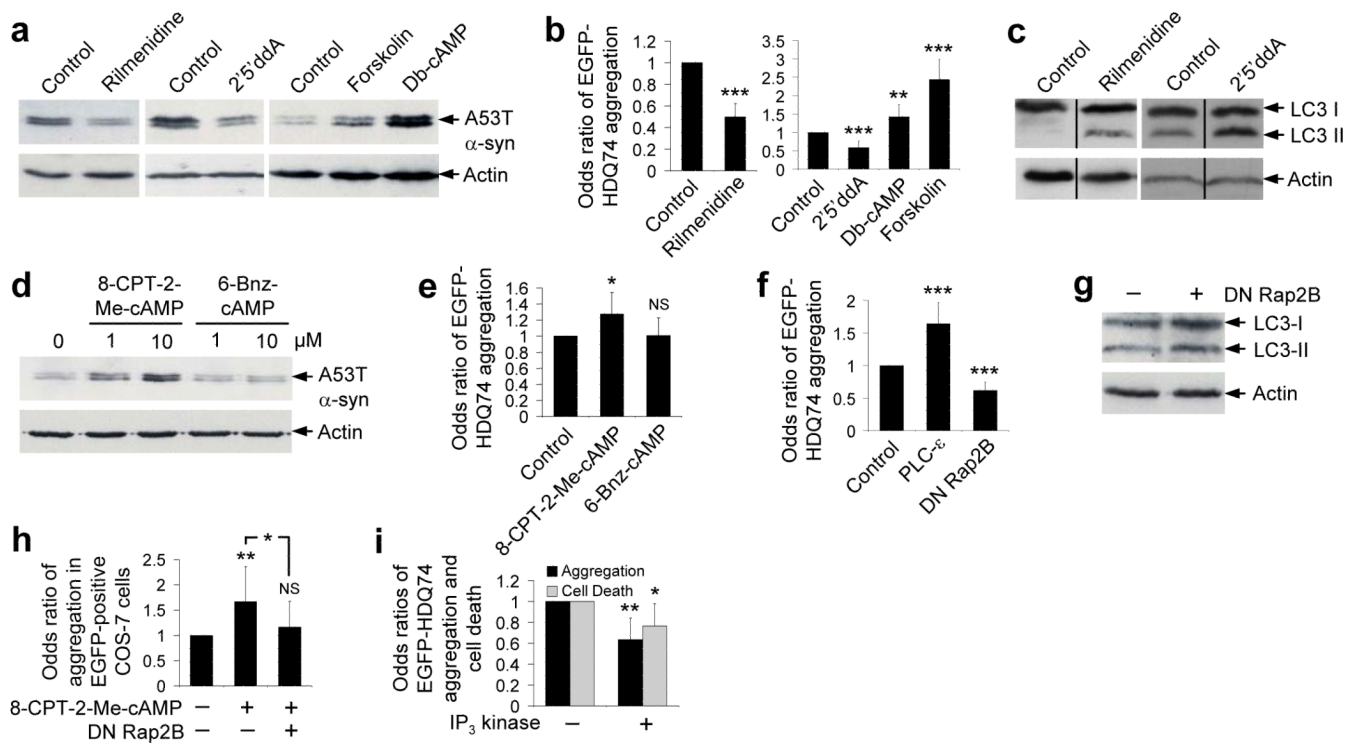 a
Control
Rilmenidine
Control
2'5'ddA
Control
Forskolin
Db-cAMP
A53T
α-syn
Actin
b
Odds ratio of EGFP-
HDQ74 aggregation
1.2
1
0.8
0.6
0.4
0.2
0
***
Control
Rilmenidine
3.5
3
2.5
2
1.5
1
0.5
0
***
**
***
Control
2'5'ddA
Db-cAMP
Forskolin
c
Control
Rilmenidine
Control
2'5'ddA
LC3 I
LC3 II
Actin
d
8-CPT-2-
Me-cAMP
6-Bnz-
cAMP
0 1 10 1 10 μM
A53T
α-syn
Actin
e
Odds ratio of EGFP-
HDQ74 aggregation
1.6
1.4
1.2
1
0.8
0.6
0.4
0.2
0
*
NS
Control
8-CPT-2-Me-cAMP
6-Bnz-cAMP
f
Odds ratio of EGFP-
HDQ74 aggregation
2
1.5
1
0.5
0
***
***
Control
PLC-ε
DN Rap2B
g
− + DN Rap2B
LC3-I
LC3-II
Actin
h
Odds ratio of
aggregation in
EGFP-positive
COS-7 cells
2.5
2
1.5
1
0.5
0
**
*
NS
8-CPT-2-Me-cAMP − + +
DN Rap2B − − +
i
Odds ratios of
EGFP-HDQ74
aggregation and
cell death
Aggregation
Cell Death
1.2
1
0.8
0.6
0.4
0.2
0
**
*
IP3 kinase − +